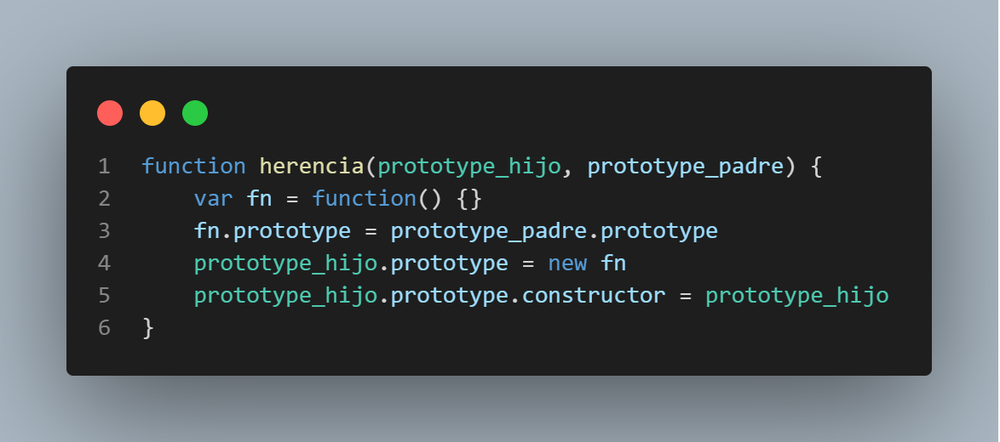 1 function herencia(prototype_hijo, prototype_padre) {
2     var fn = function() {}
3     fn.prototype = prototype_padre.prototype
4     prototype_hijo.prototype = new fn
5     prototype_hijo.prototype.constructor = prototype_hijo
6 }